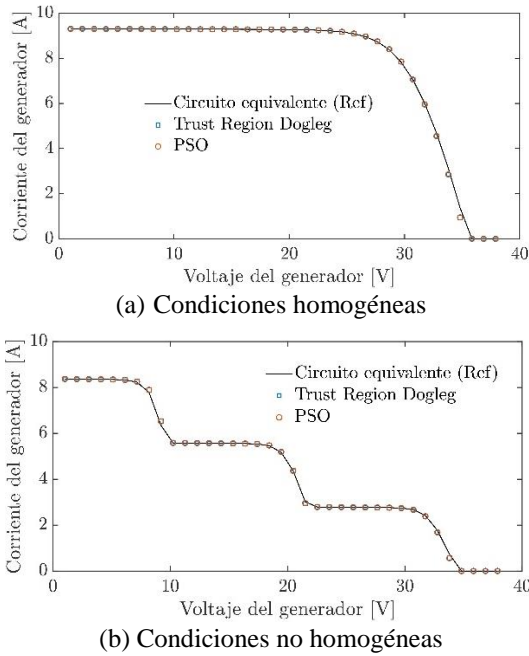 10
8
6
4
2
0
Corriente del generador [A]
Circuito equivalente (Ref)
Trust Region Dogleg
PSO
0 10 20 30 40
Voltaje del generador [V]
(a) Condiciones homogéneas
10
8
6
4
2
0
Corriente del generador [A]
Circuito equivalente (Ref)
Trust Region Dogleg
PSO
0 10 20 30 40
Voltaje del generador [V]
(b) Condiciones no homogéneas